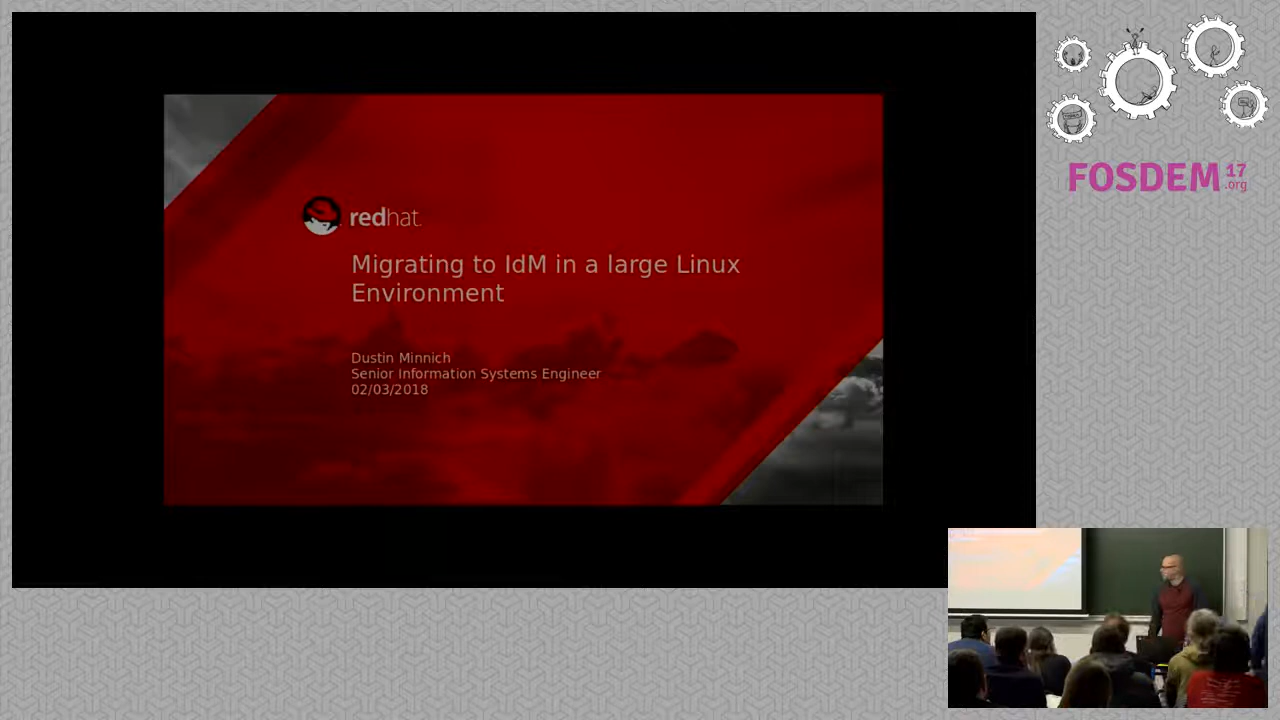 redhat.
Migrating to IdM in a large Linux
Environment
Dustin Minnich
Senior Information Systems Engineer
02/03/2018
FOSDEM 17
.org